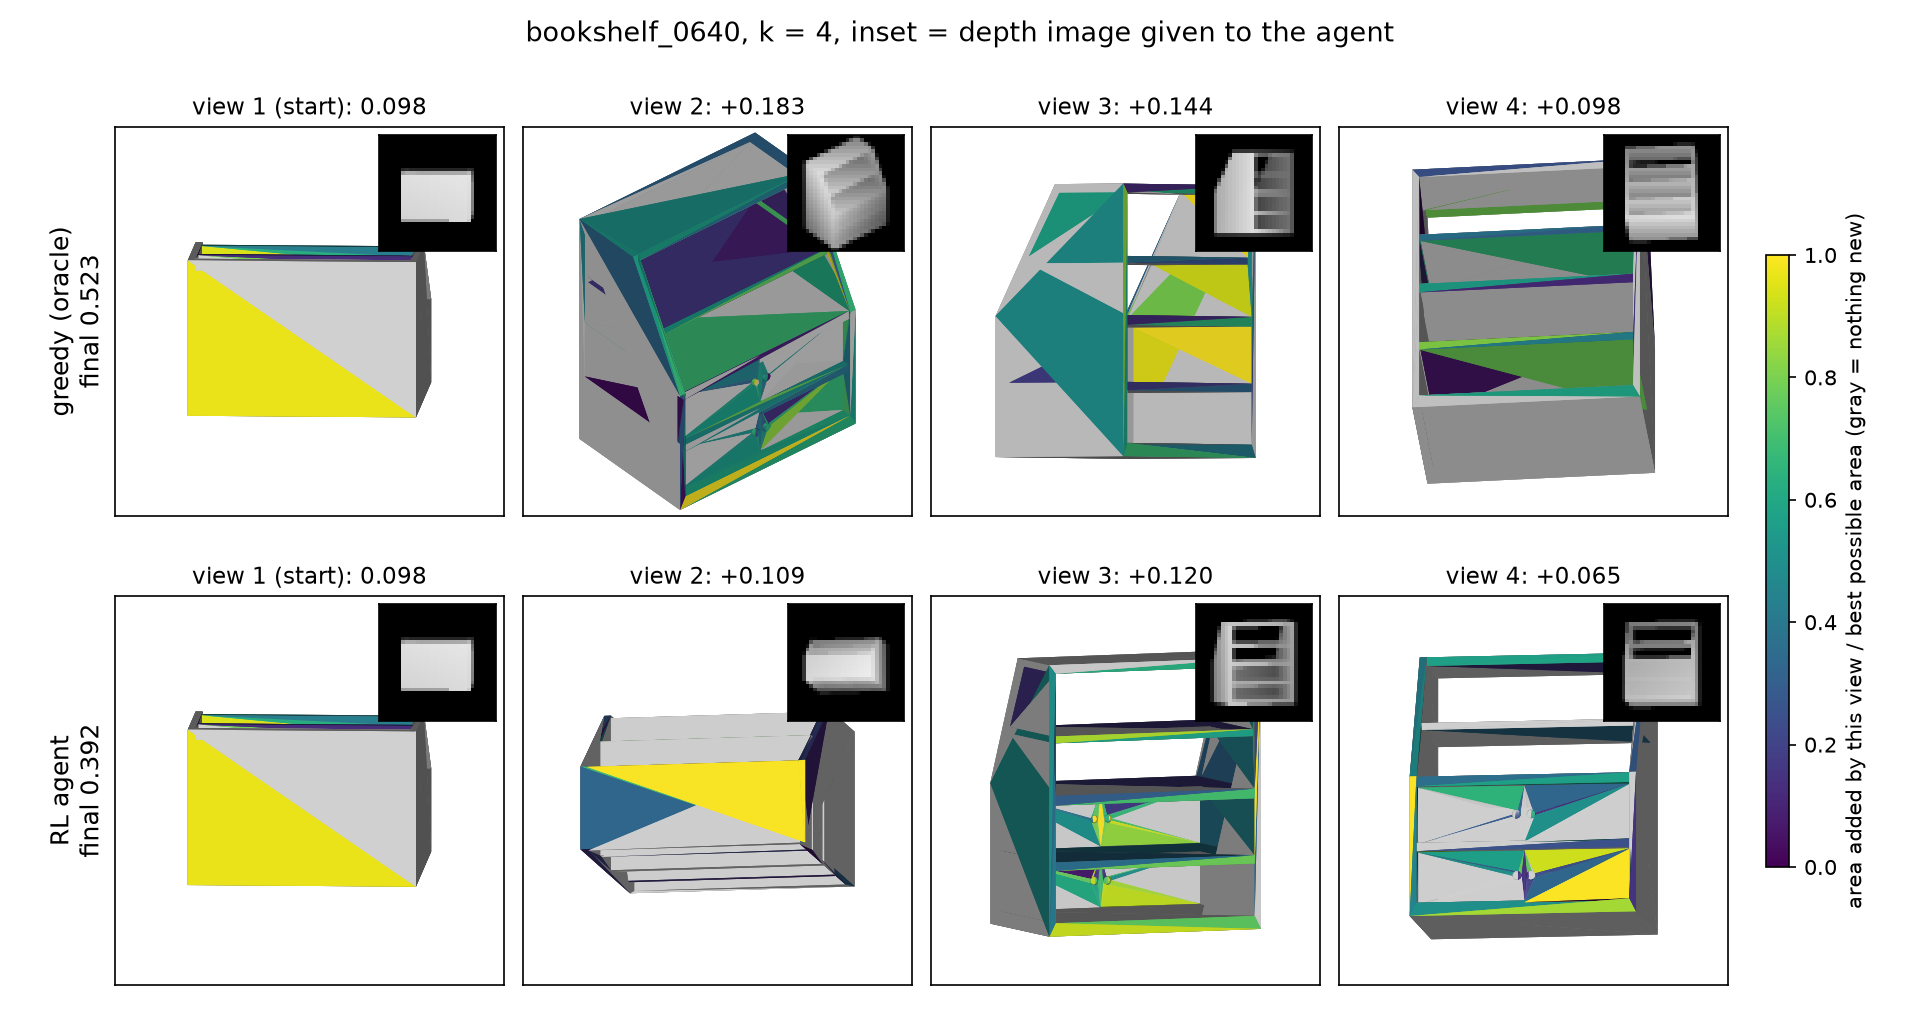 bookshelf_0640, k = 4, inset = depth image given to the agent
greedy (oracle)
final 0.523
view 1 (start): 0.098
view 2: +0.183
view 3: +0.144
view 4: +0.098
RL agent
final 0.392
view 1 (start): 0.098
view 2: +0.109
view 3: +0.120
view 4: +0.065
1.0
0.8
0.6
0.4
0.2
0.0
area added by this view / best possible area (gray = nothing new)